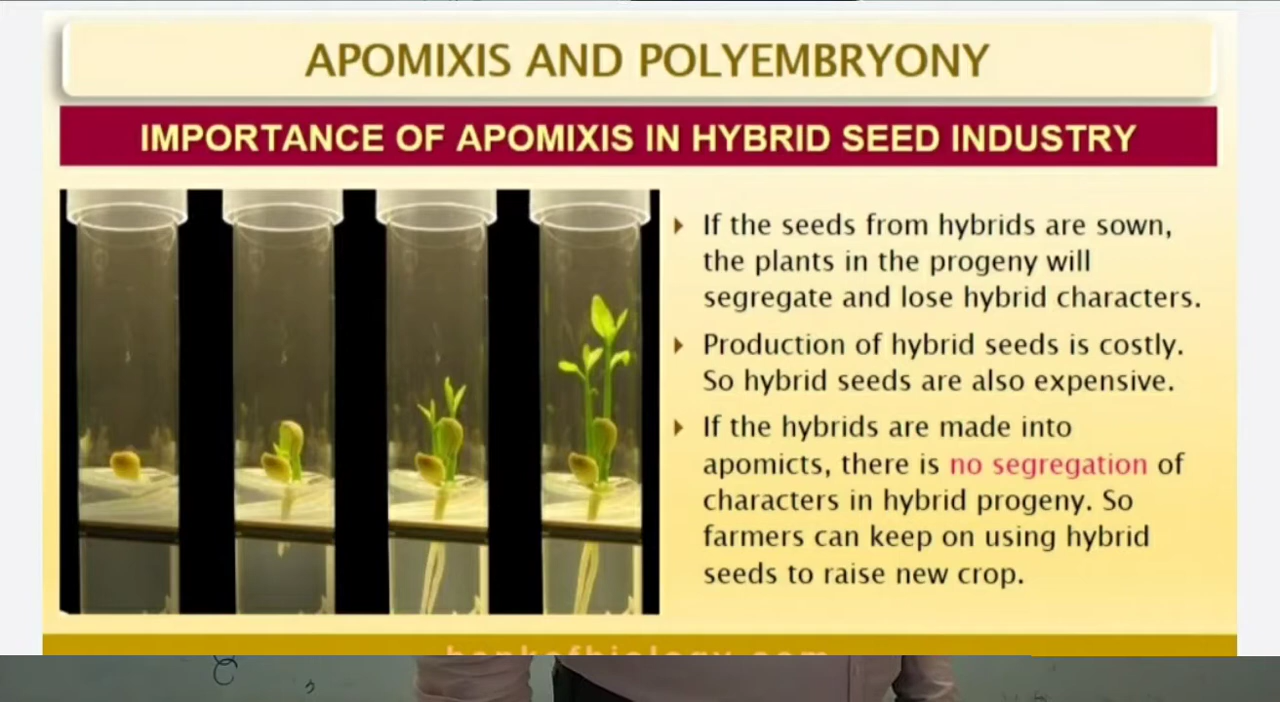 APOMIXIS AND POLYEMBRYONY
IMPORTANCE OF APOMIXIS IN HYBRID SEED INDUSTRY
If the seeds from hybrids are sown,
the plants in the progeny will
segregate and lose hybrid characters.
Production of hybrid seeds is costly.
So hybrid seeds are also expensive.
If the hybrids are made into
apomicts, there is no segregation of
characters in hybrid progeny. So
farmers can keep on using hybrid
seeds to raise new crop.